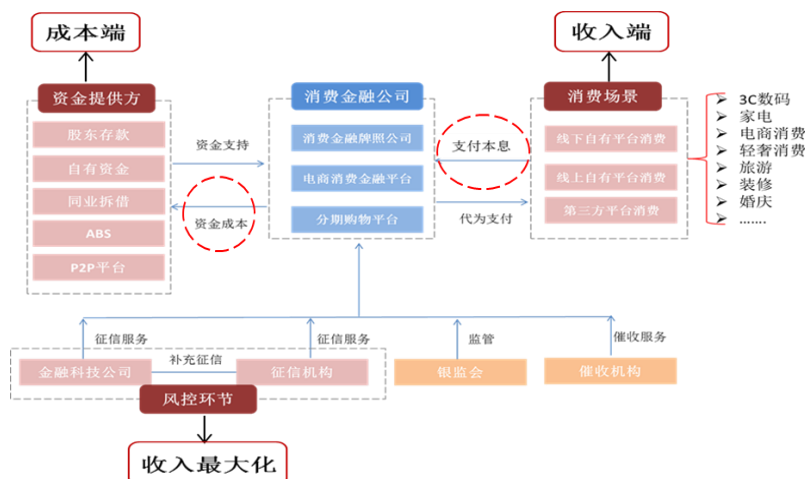 成本端
收入端
资金提供方
消费金融公司
消费场景
股东存款
自有资金
同业拆借
ABS
P2P平台
资金支持
资金成本
消费金融牌照公司
电商消费金融平台
分期购物平台
支付本息
代为支付
线下自有平台消费
线上自有平台消费
第三方平台消费
3C数码
家电
电商消费
轻奢消费
旅游
装修
婚庆
…….
征信服务
征信服务
监管
催收服务
金融科技公司
补充征信
征信机构
银监会
催收机构
风控环节
收入最大化